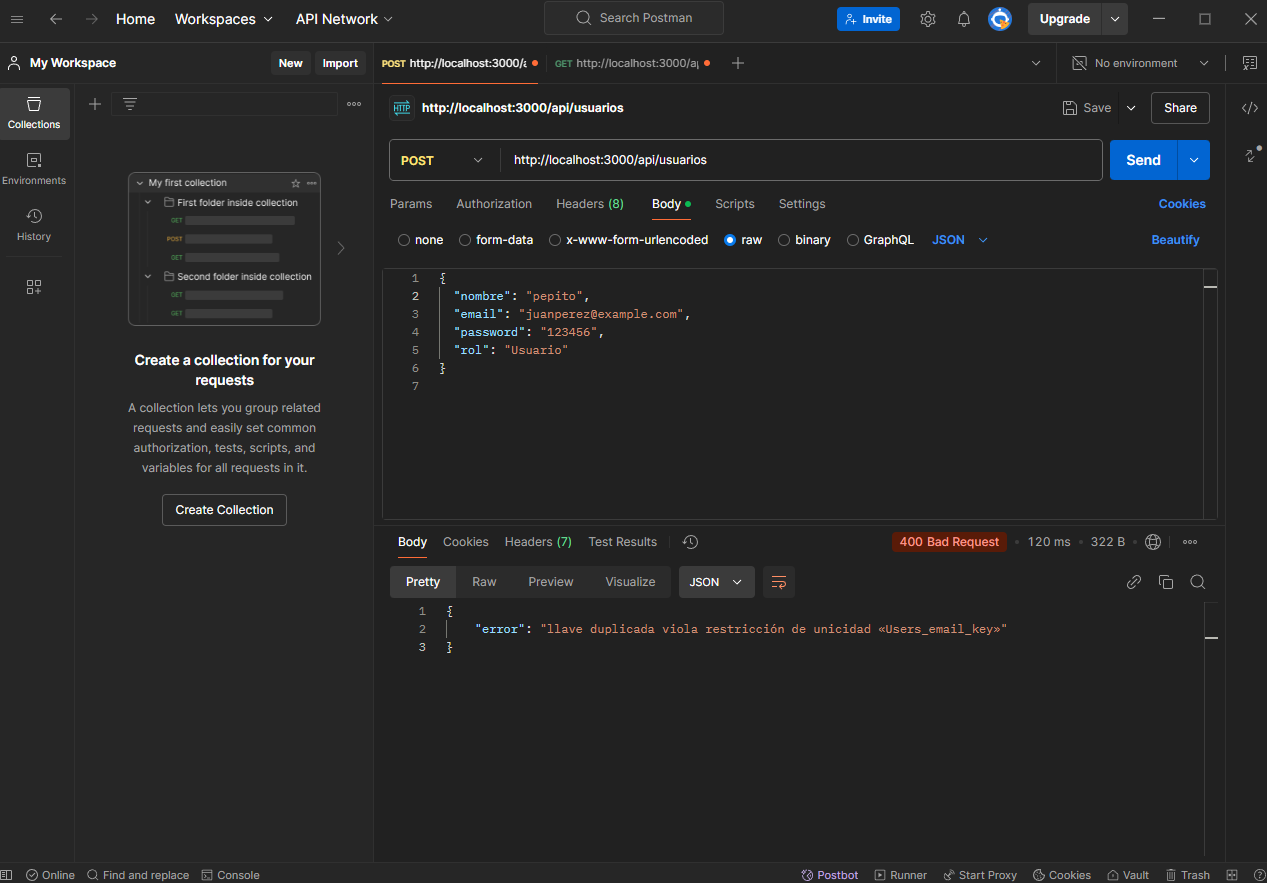 Home Workspaces API Network Search Postman Invite Upgrade
My Workspace New Import POST http://localhost:3000/a GET http://localhost:3000/ap No environment
Collections
Environments
History
My first collection
First folder inside collection
GET
POST
GET
Second folder inside collection
GET
GET
Create a collection for your
requests
A collection lets you group related
requests and easily set common
authorization, tests, scripts, and
variables for all requests in it.
Create Collection
HTTP http://localhost:3000/api/usuarios Save Share
POST http://localhost:3000/api/usuarios Send
Params Authorization Headers (8) Body Scripts Settings Cookies
none form-data x-www-form-urlencoded raw binary GraphQL JSON Beautify
1 {
2 "nombre": "pepito",
3 "email": "juanperez@example.com",
4 "password": "123456",
5 "rol": "Usuario"
6 }
7
Body Cookies Headers (7) Test Results 400 Bad Request 120 ms 322 B
Pretty Raw Preview Visualize JSON
1 {
2 "error": "llave duplicada viola restricción de unicidad «Users_email_key»"
3 }
Online Find and replace Console Postbot Runner Start Proxy Cookies Vault Trash